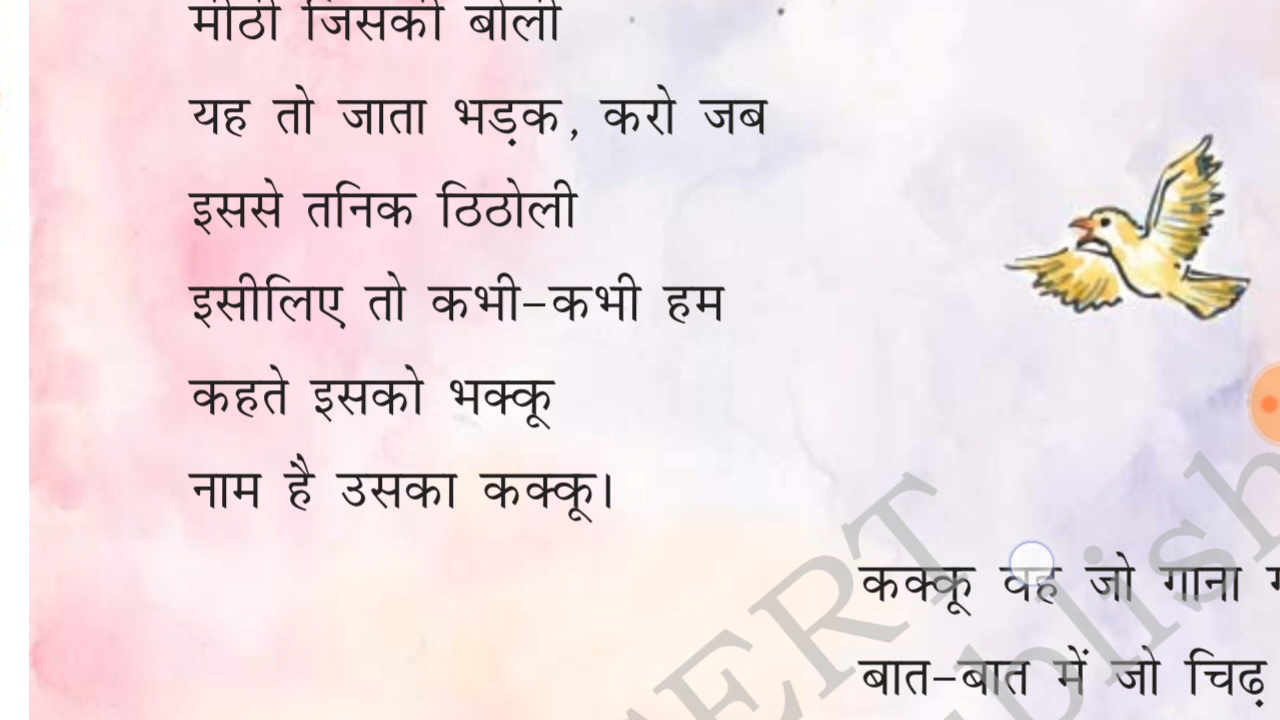 मीठी जिसकी बोली
यह तो जाता भड़क, करो जब
इससे तनिक ठिठोली
इसीलिए तो कभी-कभी हम
कहते इसको भक्कू
नाम है उसका कक्कू।
कक्कू वह जो गाना
बात-बात में जो चिढ़